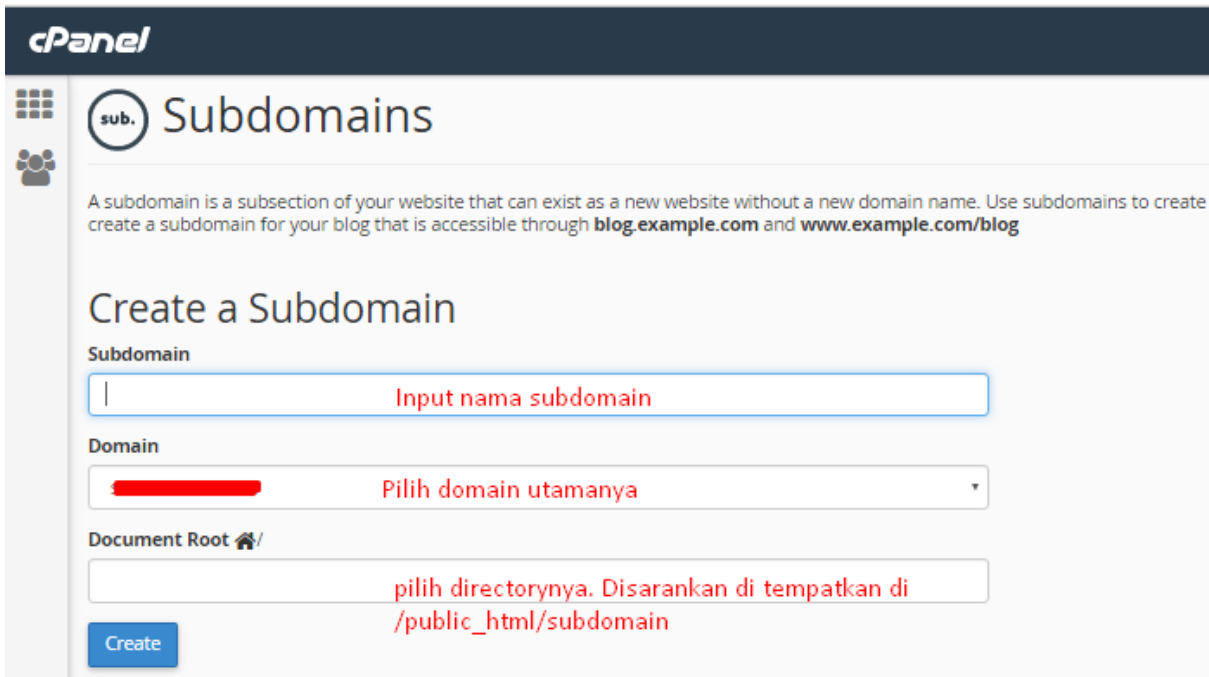 cPanel
sub.
Subdomains
A subdomain is a subsection of your website that can exist as a new website without a new domain name. Use subdomains to create
create a subdomain for your blog that is accessible through blog.example.com and www.example.com/blog
Create a Subdomain
Subdomain
Input nama subdomain
Domain
Pilih domain utamanya
Document Root /
pilih directorynya. Disarankan di tempatkan di
/public_html/subdomain
Create